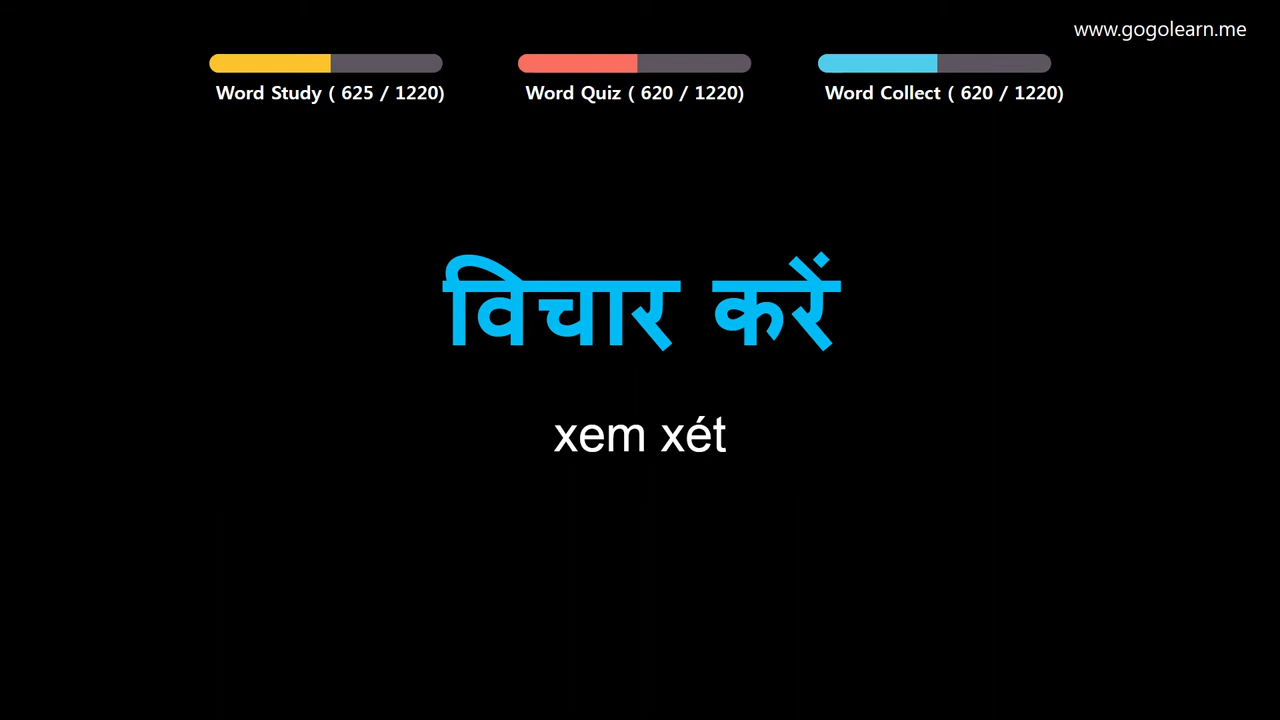 www.gogolearn.me
Word Study ( 625 / 1220)
Word Quiz ( 620 / 1220)
Word Collect ( 620 / 1220)
विचार करें
xem xét